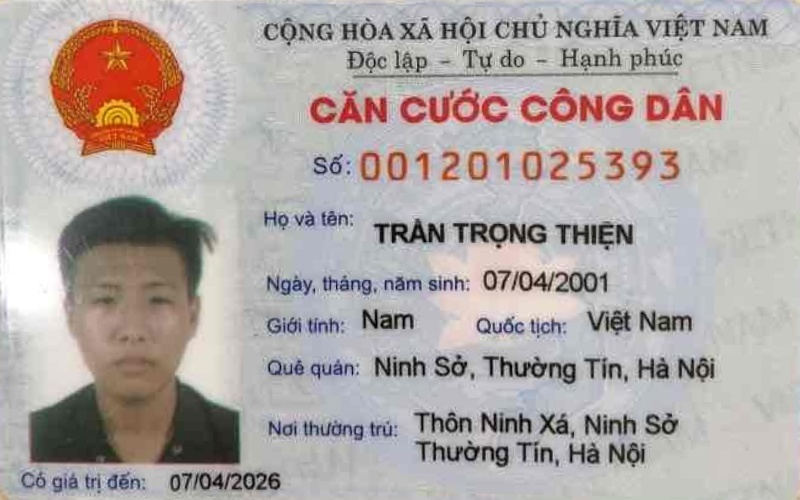 CỘNG HÒA XÃ HỘI CHỦ NGHĨA VIỆT NAM
Độc lập - Tự do - Hạnh phúc
CĂN CƯỚC CÔNG DÂN
Số: 001201025393
Họ và tên: TRẦN TRỌNG THIỆN
Ngày, tháng, năm sinh: 07/04/2001
Giới tính: Nam Quốc tịch: Việt Nam
Quê quán: Ninh Sở, Thường Tín, Hà Nội
Nơi thường trú: Thôn Ninh Xá, Ninh Sở
Thường Tín, Hà Nội
Có giá trị đến: 07/04/2026